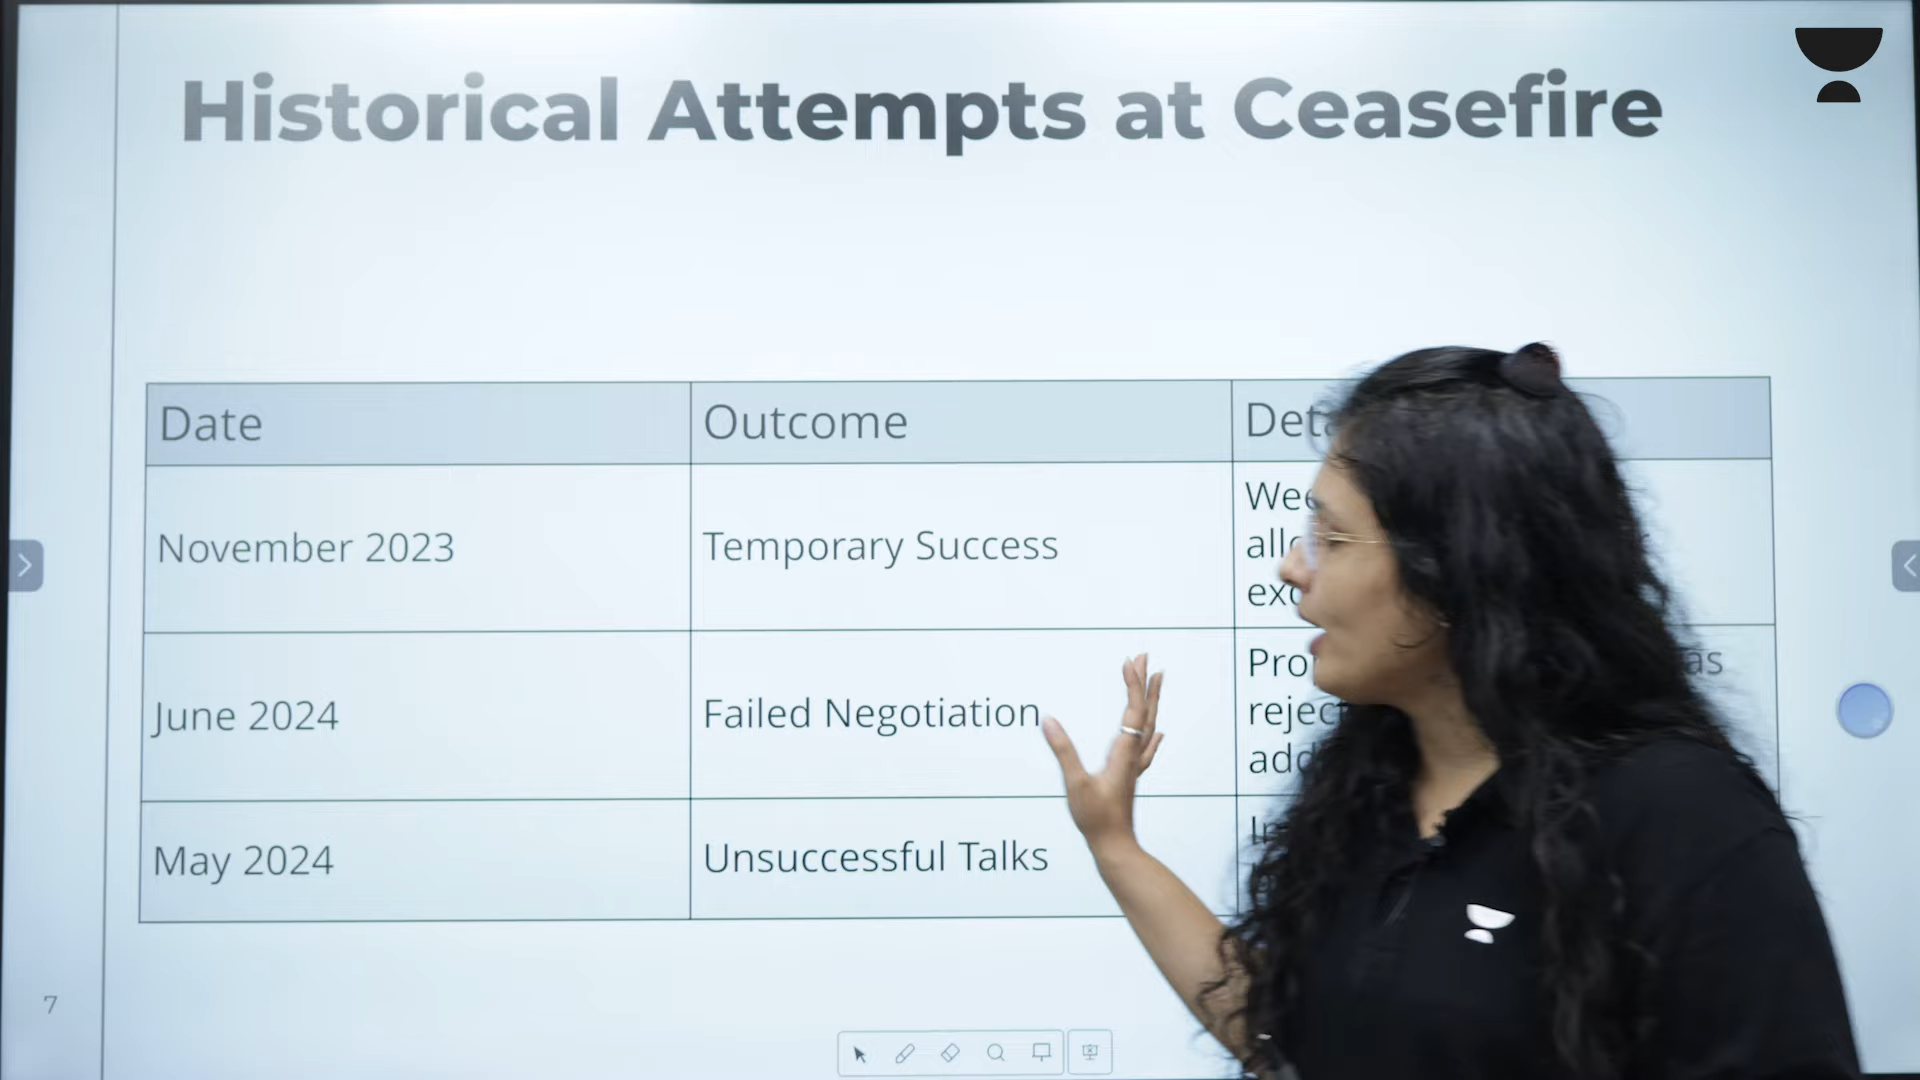 Historical Attempts at Ceasefire
Date
Outcome
November 2023
Temporary Success
June 2024
Failed Negotiation
as
May 2024
Unsuccessful Talks
7